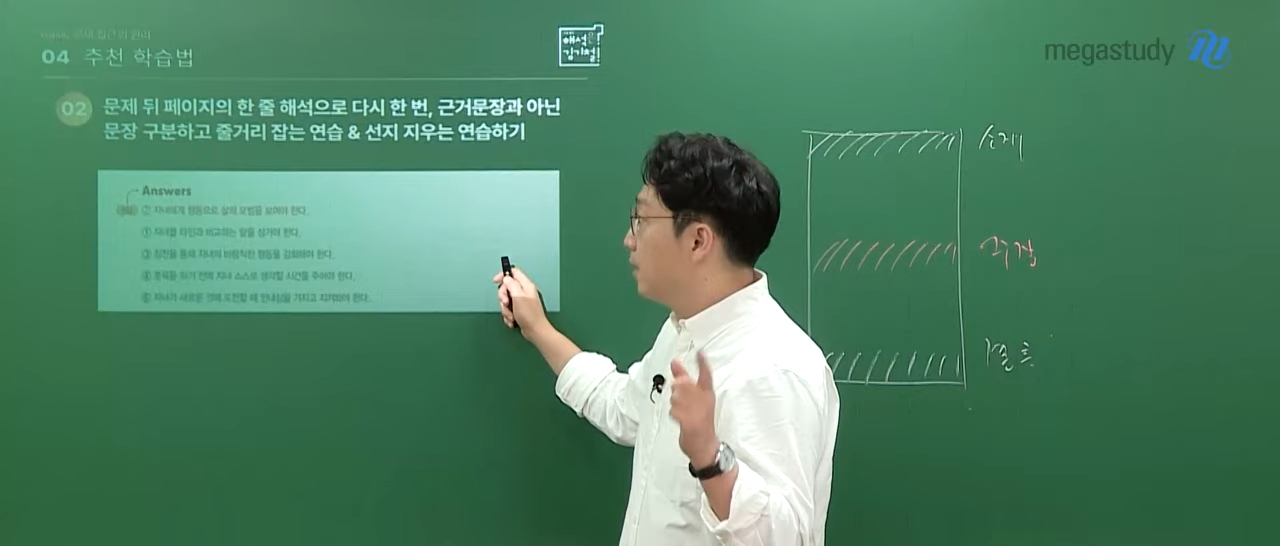 04 추천 학습법
해석은!
김기철!
megastudy
02 문제 뒤 페이지의 한 줄 해석으로 다시 한 번, 근거문장과 아닌
문장 구분하고 줄거리 잡는 연습 & 선지 지우는 연습하기
Answers
② 자녀에게 행동으로 삶의 모범을 보여야 한다.
① 자녀를 타인과 비교하는 말을 삼가야 한다.
③ 칭찬을 통해 자녀의 바람직한 행동을 강화해야 한다.
④ 훈육을 하기 전에 자녀 스스로 생각할 시간을 주어야 한다.
⑤ 자녀가 새로운 것에 도전할 때 인내심을 가지고 지켜봐야 한다.
소재
주장
결론